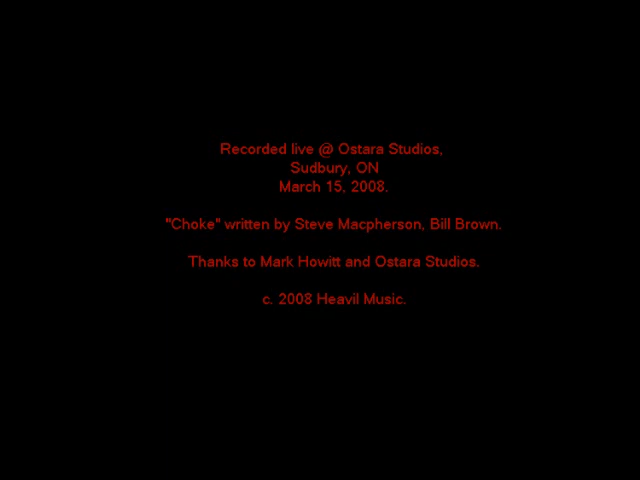 Recorded live @ Ostara Studios,
Sudbury, ON
March 15, 2008.
"Choke" written by Steve Macpherson, Bill Brown.
Thanks to Mark Howitt and Ostara Studios.
c. 2008 Heavil Music.